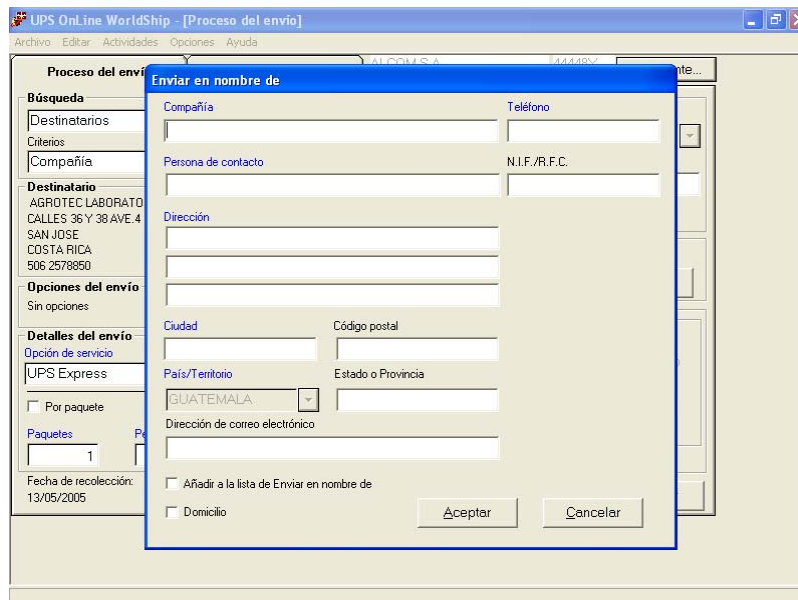 UPS OnLine WorldShip - [Proceso del envío]
Archivo Editar Actividades Opciones Ayuda
Proceso del enví
ALCOM S.A.
44448Y
nte...
Búsqueda
Destinatarios
Criterios
Compañía
Destinatario
AGROTEC LABORATO
CALLES 36 Y 38 AVE.4
SAN JOSE
COSTA RICA
506 2578850
Opciones del envío
Sin opciones
Detalles del envío
Opción de servicio
UPS Express
Por paquete
Paquetes Pe
1
Fecha de recolección:
13/05/2005
Enviar en nombre de
Compañía Teléfono
Persona de contacto N.I.F./R.F.C.
Dirección
Ciudad Código postal
País/Territorio Estado o Provincia
GUATEMALA
Dirección de correo electrónico
Añadir a la lista de Enviar en nombre de
Domicilio
Aceptar Cancelar